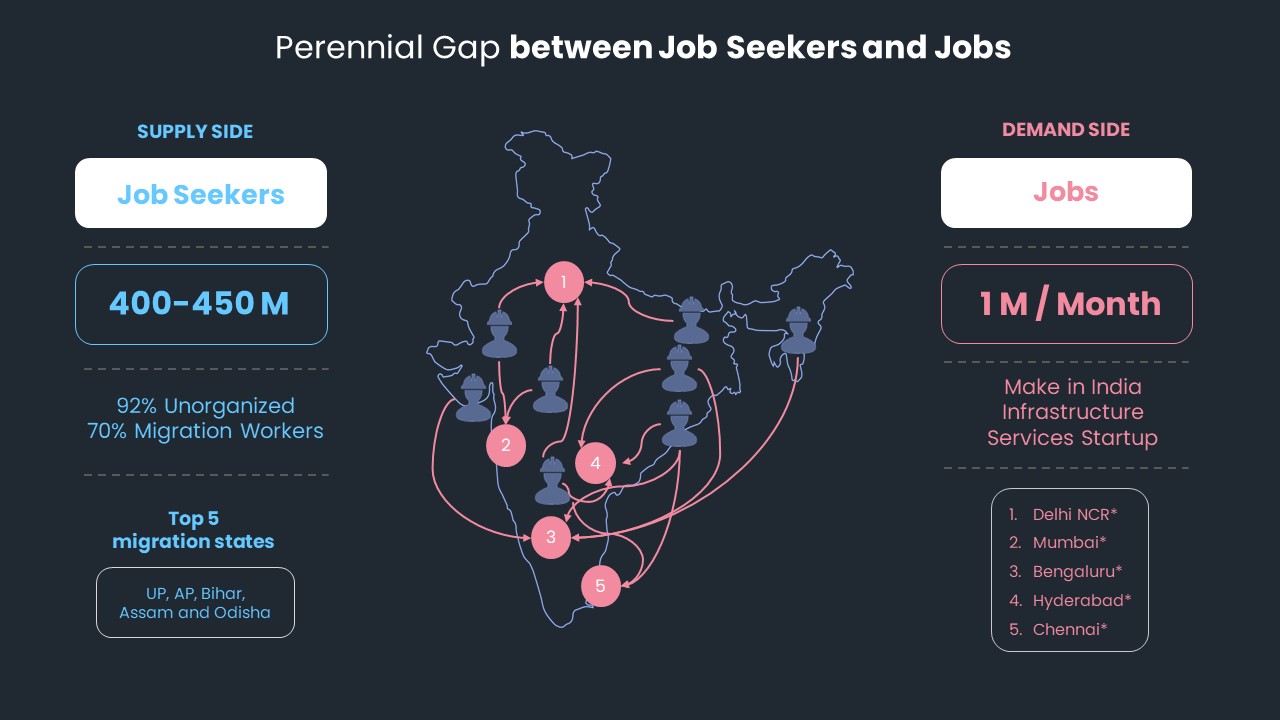 Perennial Gap between Job Seekers and Jobs
SUPPLY SIDE
Job Seekers
400-450 M
92% Unorganized
70% Migration Workers
Top 5
migration states
UP, AP, Bihar,
Assam and Odisha
1
2
4
3
5
DEMAND SIDE
Jobs
1 M / Month
Make in India
Infrastructure
Services Startup
1. Delhi NCR*
2. Mumbai*
3. Bengaluru*
4. Hyderabad*
5. Chennai*